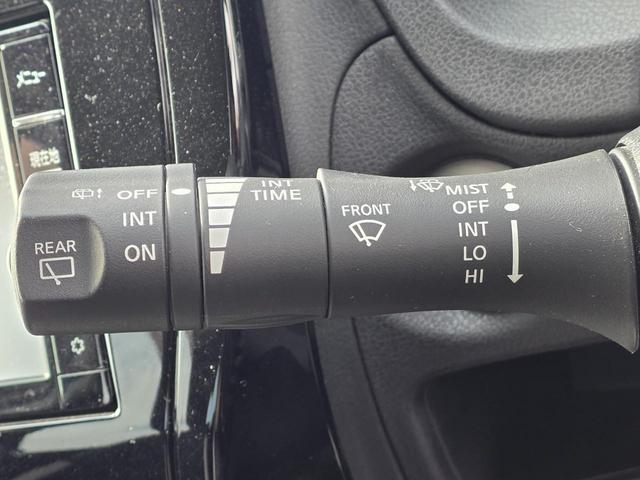 メニュー
現在地
REAR
OFF
INT
ON
INT
TIME
FRONT
MIST
OFF
INT
LO
HI